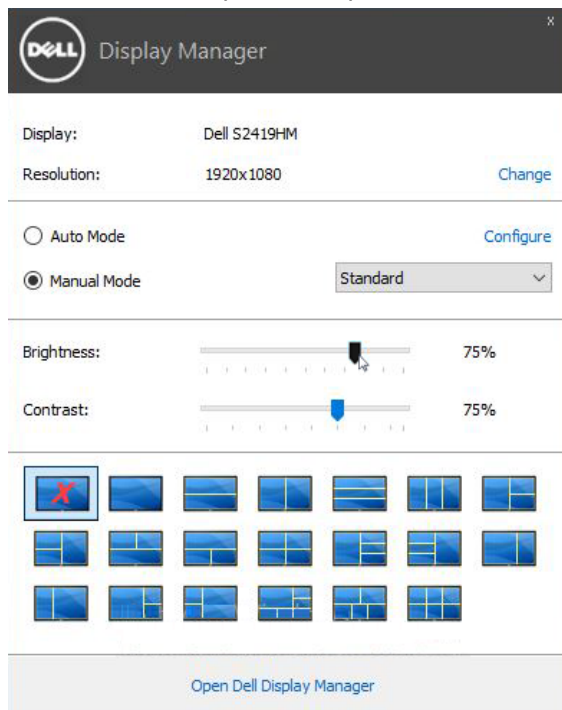 x
DELL Display Manager
Display: Dell S2419HM
Resolution: 1920x1080 Change
Auto Mode Configure
Manual Mode Standard
Brightness: 75%
Contrast: 75%
X
Open Dell Display Manager